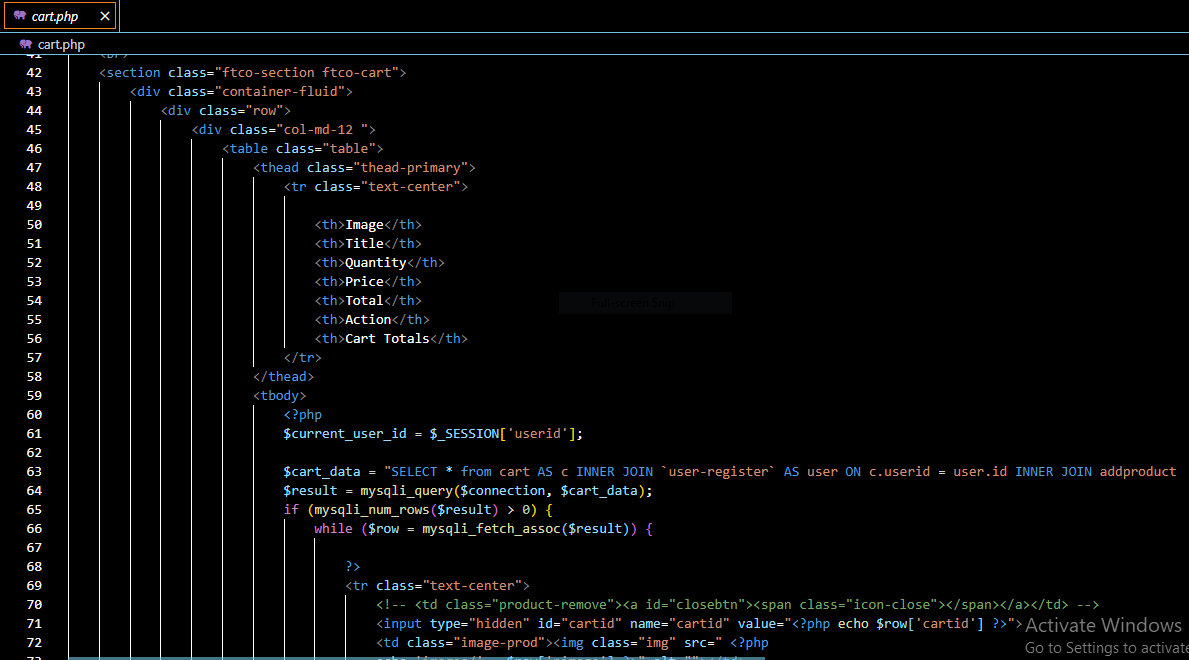 cart.php
cart.php
41 <br>
42 <section class="ftco-section ftco-cart">
43 <div class="container-fluid">
44 <div class="row">
45 <div class="col-md-12 ">
46 <table class="table">
47 <thead class="thead-primary">
48 <tr class="text-center">
49
50 <th>Image</th>
51 <th>Title</th>
52 <th>Quantity</th>
53 <th>Price</th>
54 <th>Total</th>
55 <th>Action</th>
56 <th>Cart Totals</th>
57 </tr>
58 </thead>
59 <tbody>
60 <?php
61 $current_user_id = $_SESSION['userid'];
62
63 $cart_data = "SELECT * from cart AS c INNER JOIN `user-register` AS user ON c.userid = user.id INNER JOIN addproduct
64 $result = mysqli_query($connection, $cart_data);
65 if (mysqli_num_rows($result) > 0) {
66 while ($row = mysqli_fetch_assoc($result)) {
67
68 ?>
69 <tr class="text-center">
70 <!-- <td class="product-remove"><a id="closebtn"><span class="icon-close"></span></a></td> -->
71 <input type="hidden" id="cartid" name="cartid" value="<?php echo $row['cartid'] ?>">
72 <td class="image-prod"><img class="img" src=" <?php
73
Full-screen Snip
Activate Windows
Go to Settings to activate